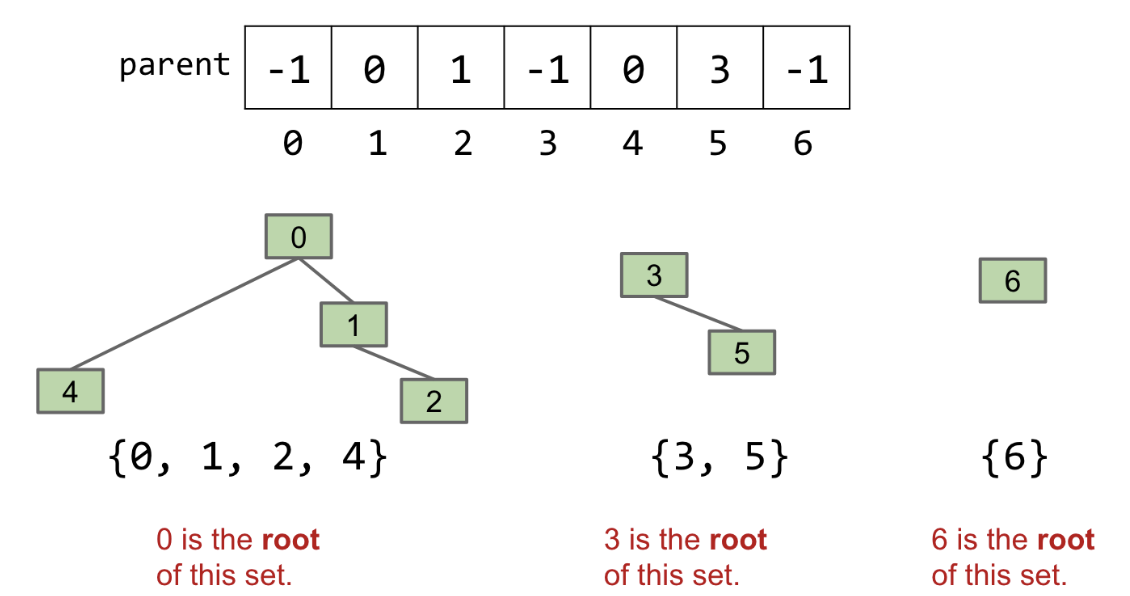 parent -1 0 1 -1 0 3 -1
0 1 2 3 4 5 6
0
3
6
1
5
4
2
{0, 1, 2, 4} {3, 5} {6}
0 is the root
of this set.
3 is the root
of this set.
6 is the root
of this set.